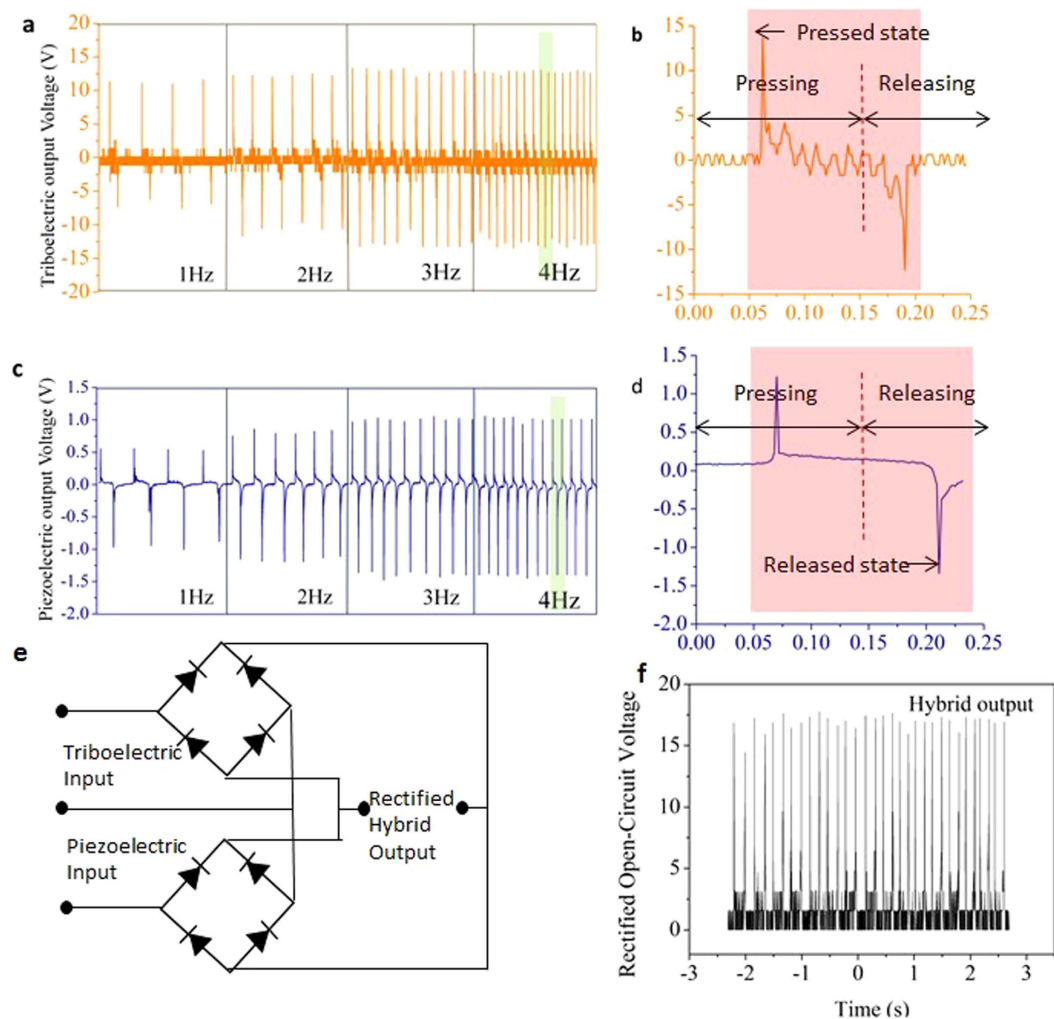 a
Triboelectric output Voltage (V)
20
15
10
5
0
-5
-10
-15
-20
1Hz
2Hz
3Hz
4Hz
b
15
10
5
0
-5
-10
-15
0.00
0.05
0.10
0.15
0.20
0.25
Pressed state
Pressing
Releasing
c
Piezoelectric output Voltage (V)
1.5
1.0
0.5
0.0
-0.5
-1.0
-1.5
-2.0
1Hz
2Hz
3Hz
4Hz
d
1.5
1.0
0.5
0.0
-0.5
-1.0
-1.5
-2.0
0.00
0.05
0.10
0.15
0.20
0.25
Pressing
Releasing
Released state
e
Triboelectric
Input
Piezoelectric
Input
Rectified
Hybrid
Output
f
Rectified Open-Circuit Voltage
20
15
10
5
0
Hybrid output
-3
-2
-1
0
1
2
3
Time (s)